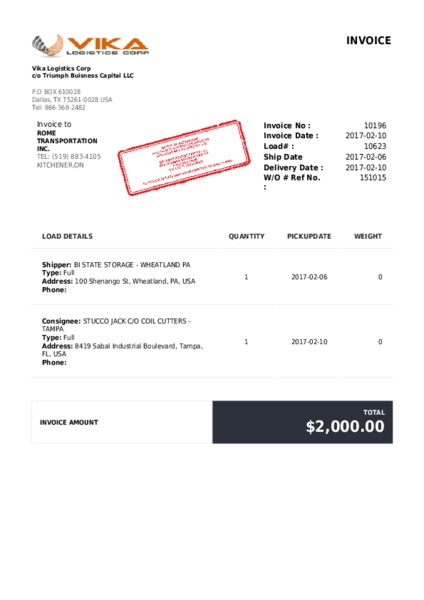 INVOICE
VIKA
LOGISTICS CORP
Vika Logistics Corp
c/o Triumph Buisness Capital LLC
P.O BOX 610028
Dallas, TX 75261-0028 USA
Tel: 866-368-2482
Invoice to
ROME
TRANSPORTATION
INC.
TEL: (519) 883-4105
KITCHENER,ON
Invoice No : 10196
Invoice Date : 2017-02-10
Load# : 10623
Ship Date 2017-02-06
Delivery Date : 2017-02-10
W/O # Ref No. 151015
:
LOAD DETAILS QUANTITY PICKUPDATE WEIGHT
Shipper: BI STATE STORAGE - WHEATLAND PA
Type: Full
Address: 100 Shenango St, Wheatland, PA, USA
Phone:
1 2017-02-06 0
Consignee: STUCCO JACK C/O COIL CUTTERS -
TAMPA
Type: Full
Address: 8419 Sabal Industrial Boulevard, Tampa,
FL, USA
Phone:
1 2017-02-10 0
INVOICE AMOUNT
TOTAL
$2,000.00